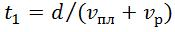 t₁ = d/(vпл + vр)